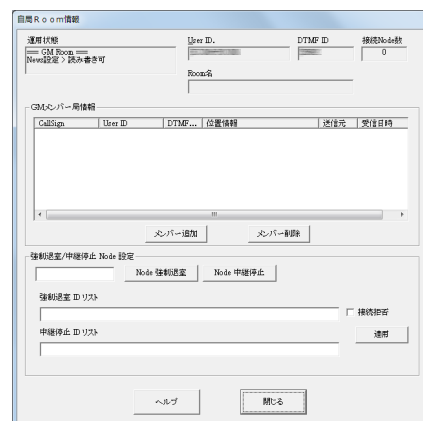 自局Ｒｏｏｍ情報
運用状態
User ID.
DTMF ID
接続Node数
=== GM Room ===
News設定 > 読み書き可
0
Room名
GMメンバー局情報
CallSign User ID DTMF... 位置情報 送信元 受信日時
メンバー追加 メンバー削除
強制退室/中継停止 Node 設定
Node 強制退室 Node 中継停止
強制退室 ID リスト
接続拒否
中継停止 ID リスト
適用
ヘルプ 閉じる